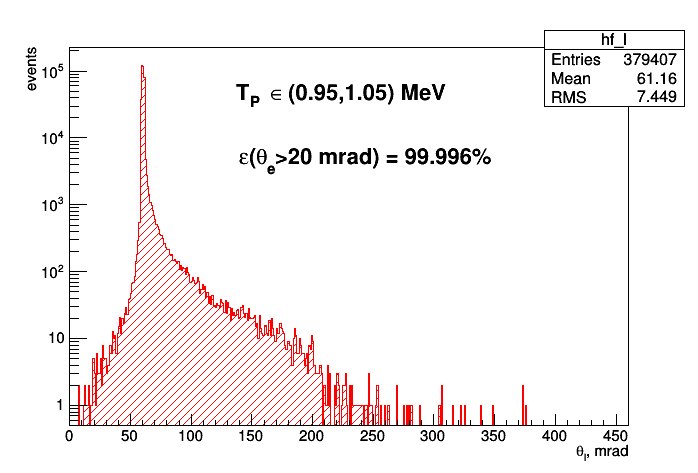 hf_l
Entries 379407
Mean 61.16
RMS 7.449
events
10^5
10^4
10^3
10^2
10
1
T_P ∈ (0.95,1.05) MeV
ε(θ_e>20 mrad) = 99.996%
0 50 100 150 200 250 300 350 400 450
θ_l, mrad